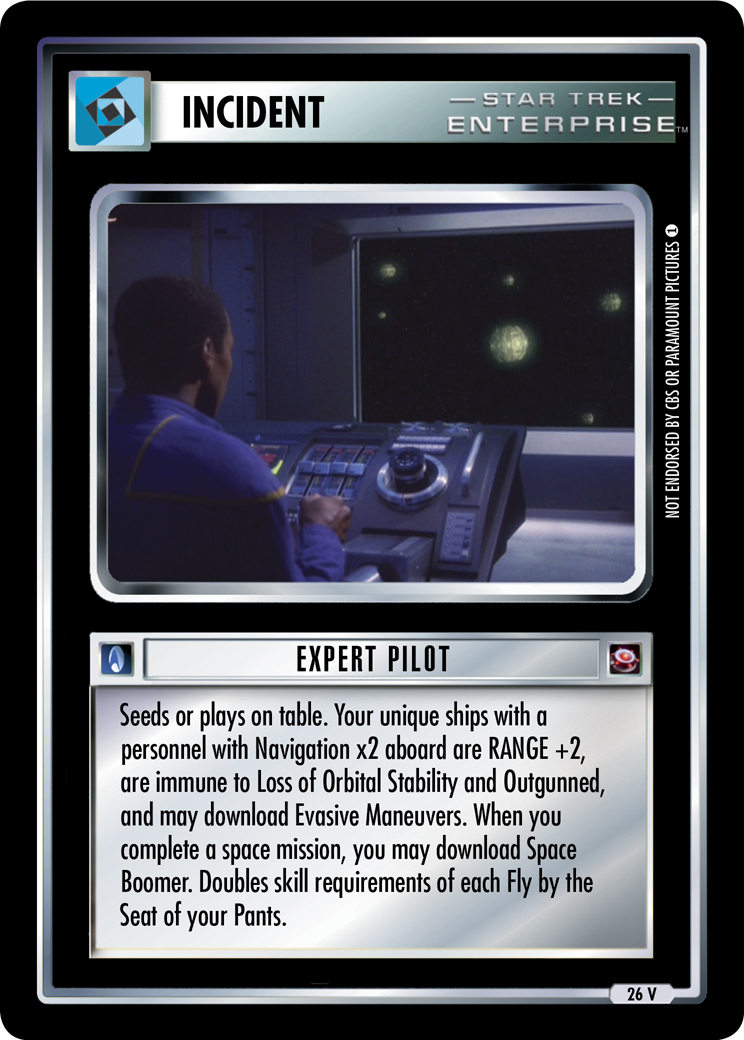 INCIDENT
STAR TREK
ENTERPRISE™
NOT ENDORSED BY CBS OR PARAMOUNT PICTURES 1
EXPERT PILOT
Seeds or plays on table. Your unique ships with a
personnel with Navigation x2 aboard are RANGE +2,
are immune to Loss of Orbital Stability and Outgunned,
and may download Evasive Maneuvers. When you
complete a space mission, you may download Space
Boomer. Doubles skill requirements of each Fly by the
Seat of your Pants.
26 V